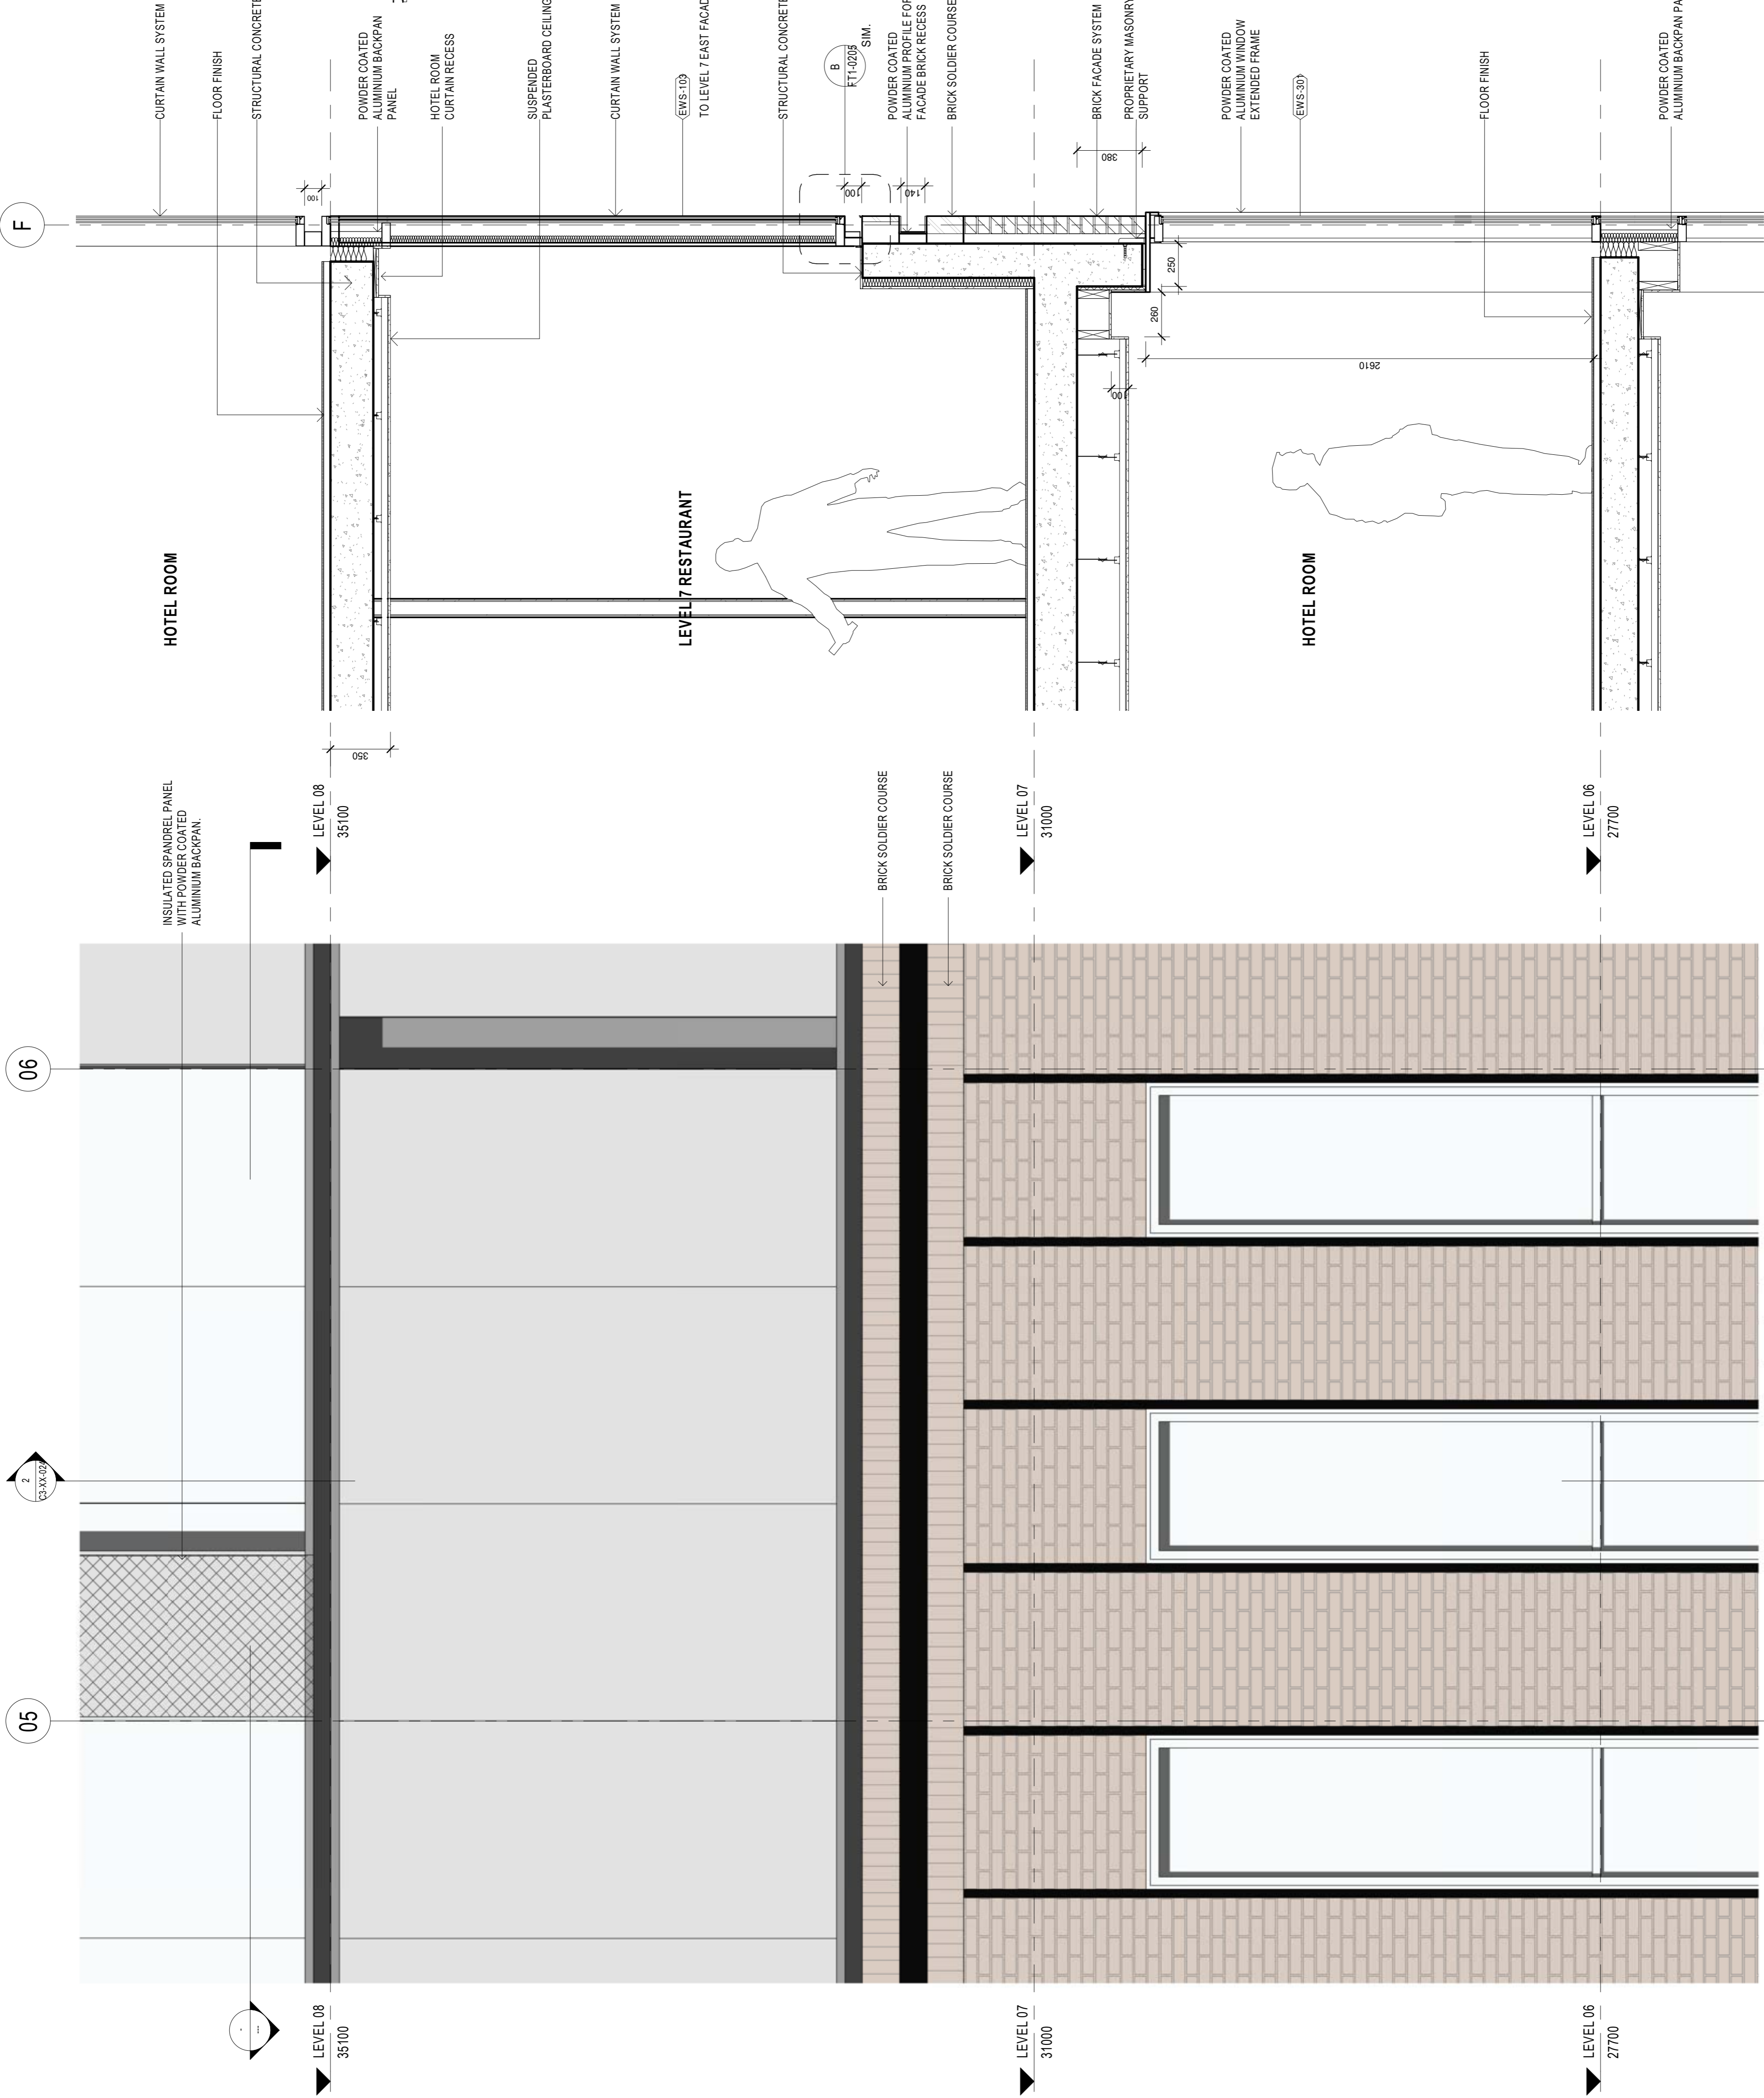 F
CURTAIN WALL SYSTEM
FLOOR FINISH
STRUCTURAL CONCRETE
POWDER COATED
ALUMINIUM BACKPAN
PANEL
HOTEL ROOM
CURTAIN RECESS
SUSPENDED
PLASTERBOARD CEILING
CURTAIN WALL SYSTEM
EWS-103
TO LEVEL 7 EAST FACAD
STRUCTURAL CONCRETE
B
FT1-0205
SIM.
POWDER COATED
ALUMINIUM PROFILE FOR
FACADE BRICK RECESS
BRICK SOLDIER COURSE
BRICK FACADE SYSTEM
PROPRIETARY MASONRY
SUPPORT
POWDER COATED
ALUMINIUM WINDOW
EXTENDED FRAME
EWS-301
FLOOR FINISH
POWDER COATED
ALUMINIUM BACKPAN PA
100
100
140
380
250
260
100
2610
350
HOTEL ROOM
LEVEL 7 RESTAURANT
HOTEL ROOM
INSULATED SPANDREL PANEL
WITH POWDER COATED
ALUMINIUM BACKPAN.
LEVEL 08
35100
BRICK SOLDIER COURSE
BRICK SOLDIER COURSE
LEVEL 07
31000
LEVEL 06
27700
06
2
C3-XX-024
05
-
---
LEVEL 08
35100
LEVEL 07
31000
LEVEL 06
27700